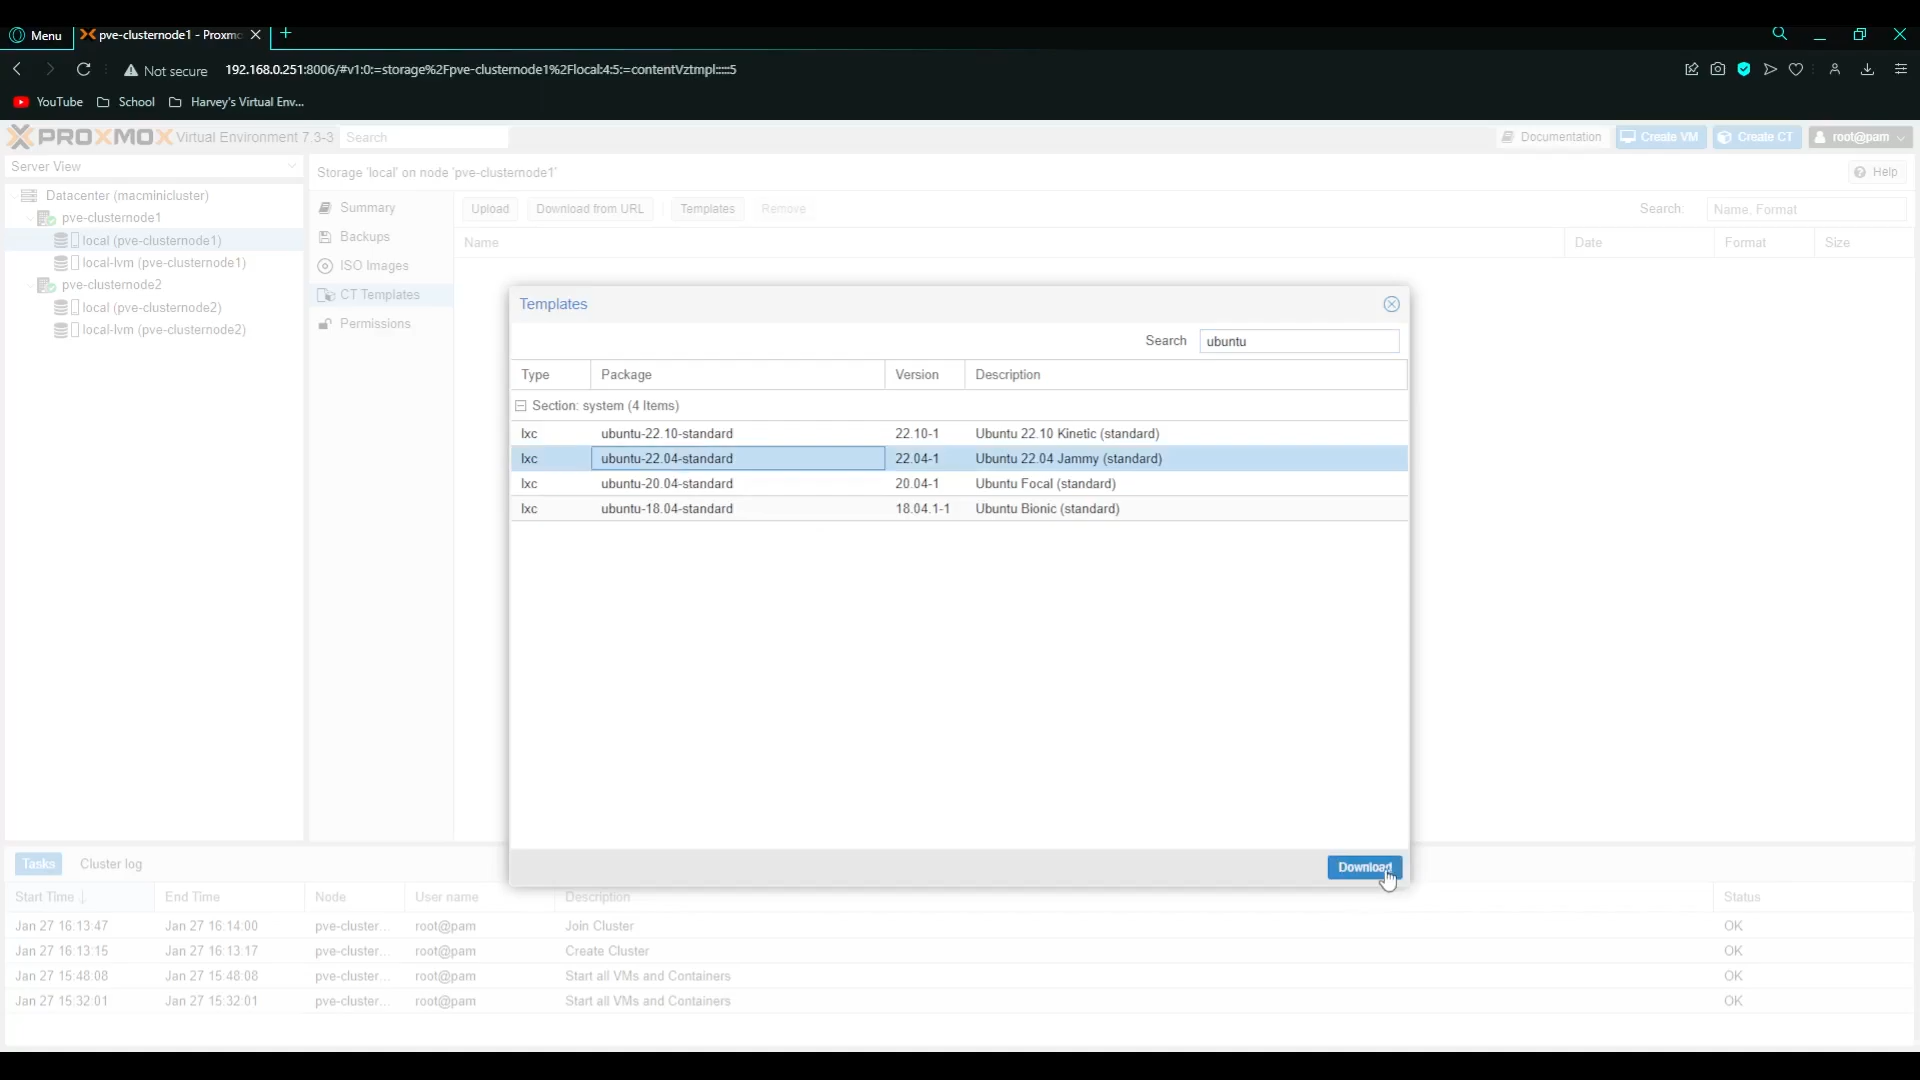 Menu
pve-clusternode1 - Proxmo
Not secure
192.168.0.251:8006/#v1:0:=storage%2Fpve-clusternode1%2Flocal:4:5:=contentVztmpl:::::5
YouTube
School
Harvey's Virtual Env...
PROXMOX Virtual Environment 7.3-3
Search
Documentation
Create VM
Create CT
root@pam
Server View
Storage 'local' on node 'pve-clusternode1'
Help
Datacenter (macminicluster)
pve-clusternode1
local (pve-clusternode1)
local-lvm (pve-clusternode1)
pve-clusternode2
local (pve-clusternode2)
local-lvm (pve-clusternode2)
Summary
Backups
ISO Images
CT Templates
Permissions
Upload
Download from URL
Templates
Remove
Search:
Name, Format
Name
Date
Format
Size
Templates
Search
ubuntu
Type Package Version Description
Section: system (4 Items)
lxc ubuntu-22.10-standard 22.10-1 Ubuntu 22.10 Kinetic (standard)
lxc ubuntu-22.04-standard 22.04-1 Ubuntu 22.04 Jammy (standard)
lxc ubuntu-20.04-standard 20.04-1 Ubuntu Focal (standard)
lxc ubuntu-18.04-standard 18.04.1-1 Ubuntu Bionic (standard)
Download
Tasks
Cluster log
Start Time End Time Node User name Description Status
Jan 27 16:13:47 Jan 27 16:14:00 pve-cluster... root@pam Join Cluster OK
Jan 27 16:13:15 Jan 27 16:13:17 pve-cluster... root@pam Create Cluster OK
Jan 27 15:48:08 Jan 27 15:48:08 pve-cluster... root@pam Start all VMs and Containers OK
Jan 27 15:32:01 Jan 27 15:32:01 pve-cluster... root@pam Start all VMs and Containers OK